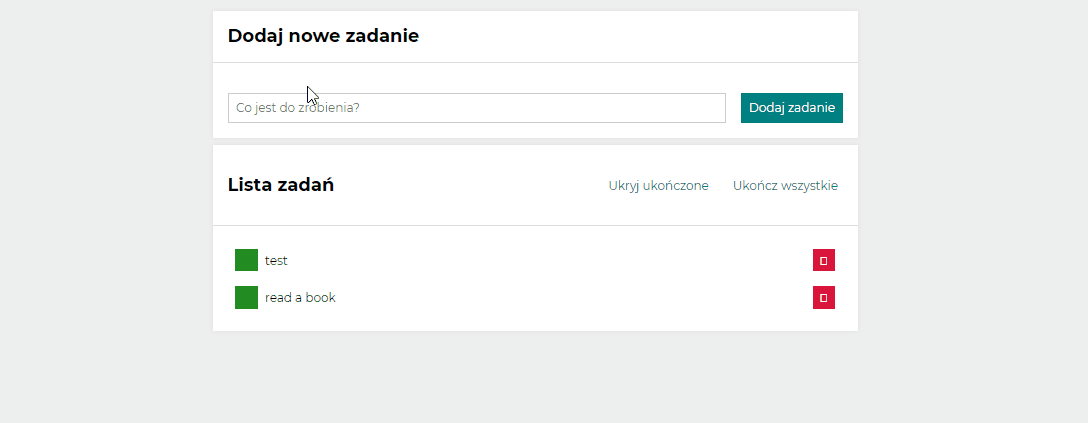 Dodaj nowe zadanie
Co jest do zrobienia?
Dodaj zadanie
Lista zadań
Ukryj ukończone
Ukończ wszystkie
test
read a book